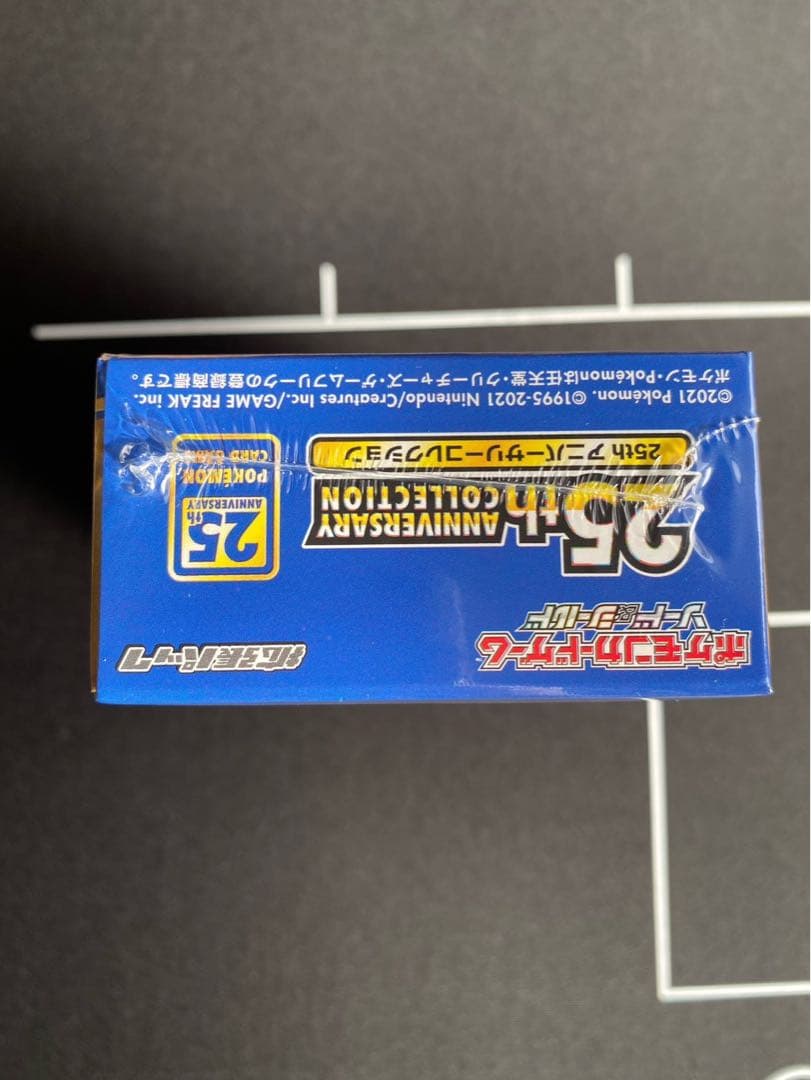 ポケモンカードゲーム
ソード&シールド
拡張パック
25th
ANNIVERSARY
COLLECTION
25th アニバーサリーコレクション
25th
ANNIVERSARY
POKÉMON
CARD GAME
©2021 Pokémon. ©1995-2021 Nintendo/Creatures Inc./GAME FREAK inc.
ポケモン・Pokémonは任天堂・クリーチャーズ・ゲームフリークの登録商標です。